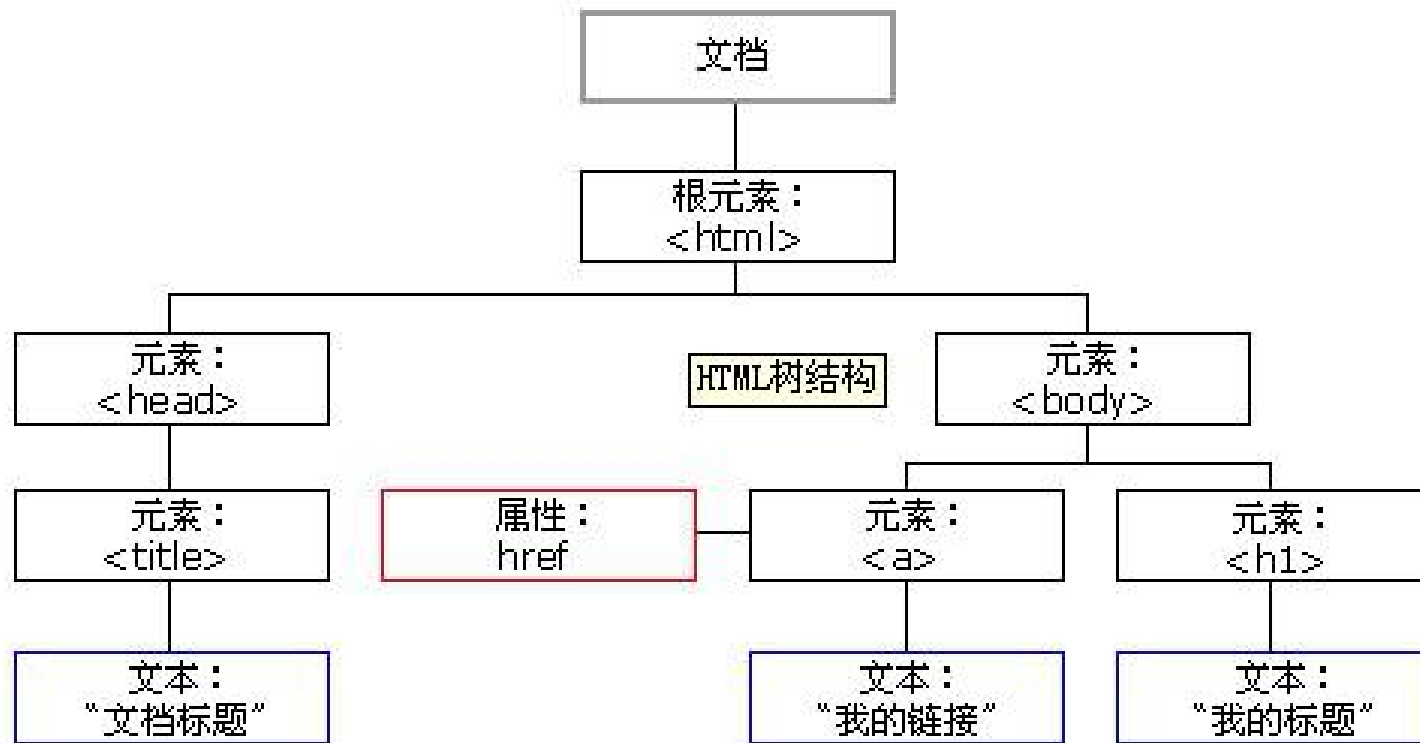 文档
根元素：
<html>
元素：
<head>
HTML树结构
元素：
<body>
元素：
<title>
属性：
href
元素：
<a>
元素：
<h1>
文本：
“文档标题”
文本：
“我的链接”
文本：
“我的标题”